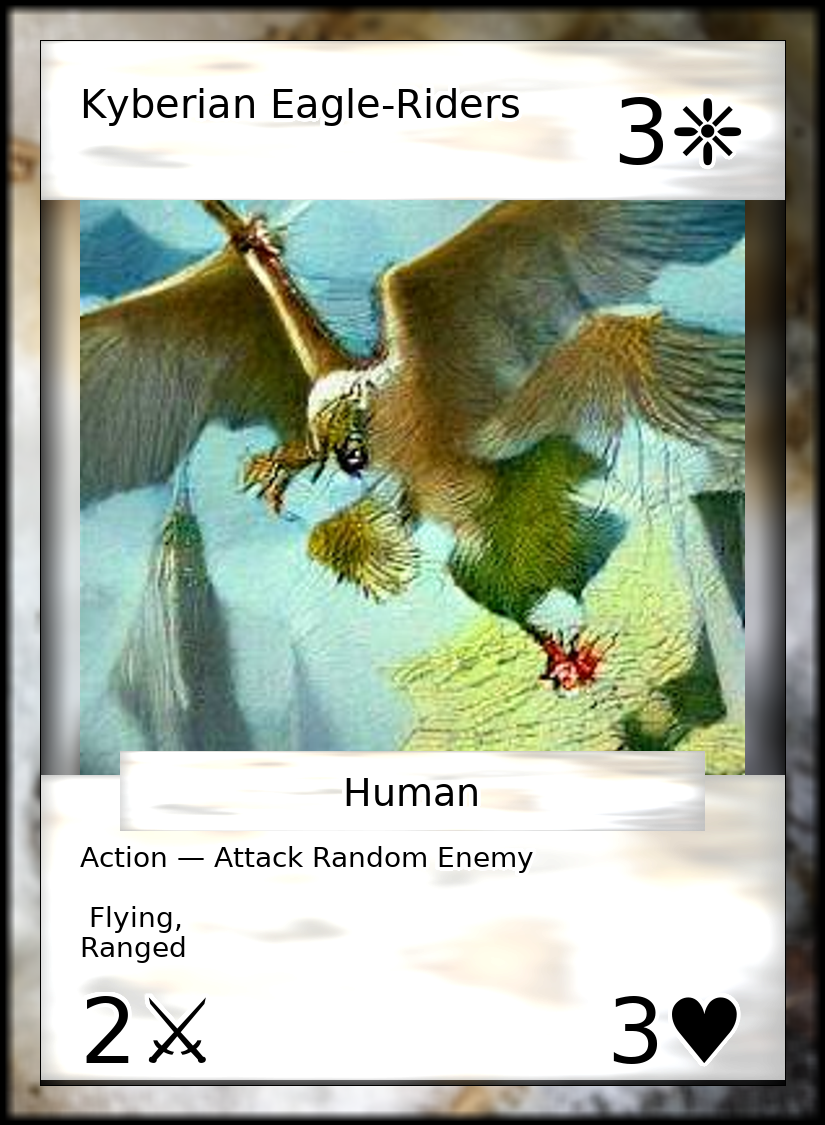 Kyberian Eagle-Riders
3❊
Human
Action — Attack Random Enemy
Flying,
Ranged
2⚔
3♥